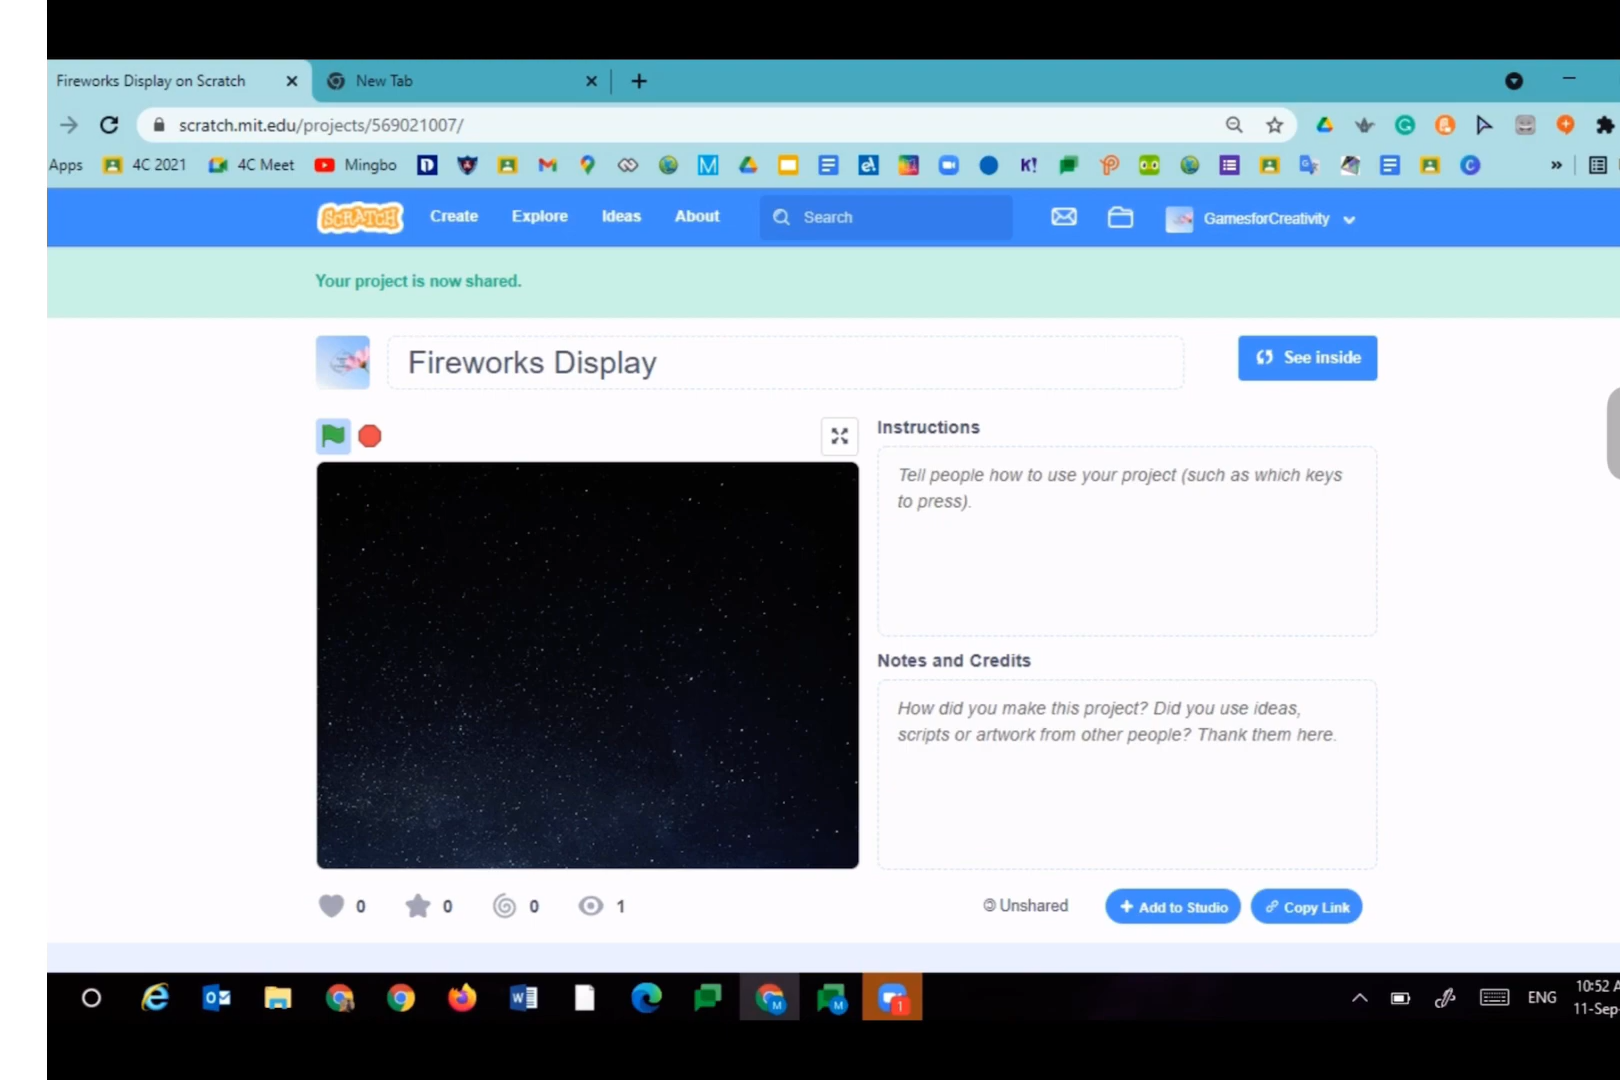 Fireworks Display on Scratch
New Tab
scratch.mit.edu/projects/569021007/
Apps 4C 2021 4C Meet Mingbo K!
SCRATCH Create Explore Ideas About Search GamesforCreativity
Your project is now shared.
Fireworks Display
See inside
Instructions
Tell people how to use your project (such as which keys
to press).
Notes and Credits
How did you make this project? Did you use ideas,
scripts or artwork from other people? Thank them here.
0 0 0 1
Unshared
Add to Studio
Copy Link
1
ENG
10:52 A
11-Sep-